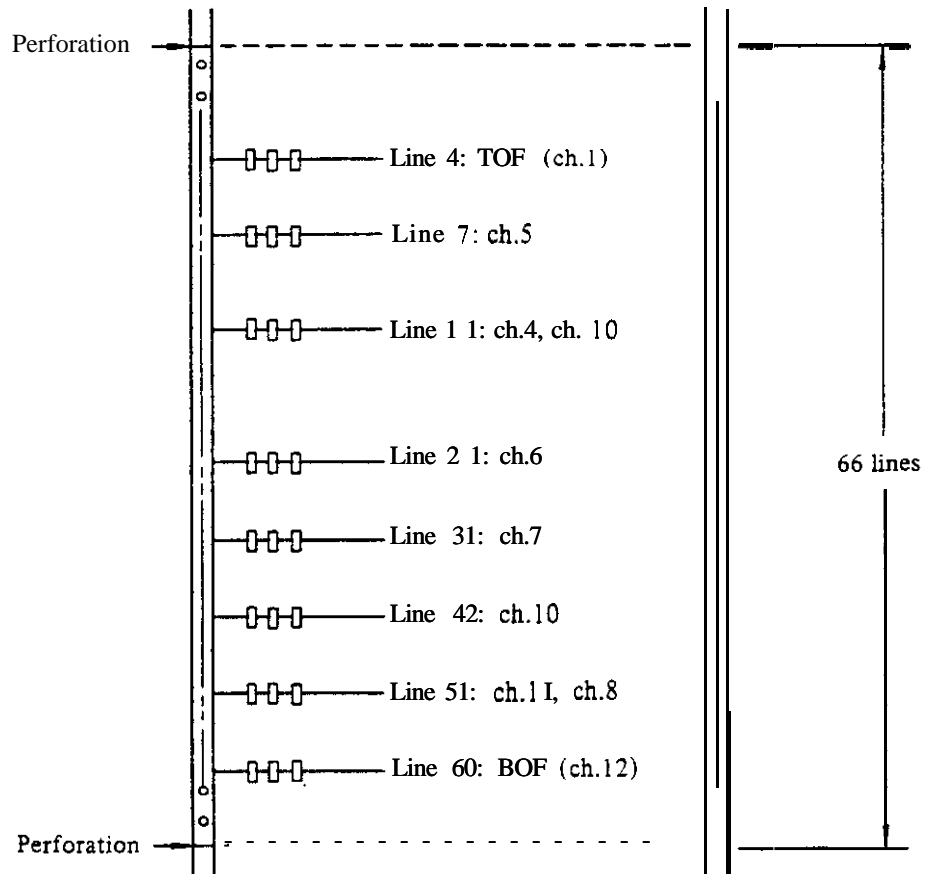 Perforation
Line 4: TOF (ch.1)
Line 7: ch.5
Line 1 1: ch.4, ch. 10
Line 2 1: ch.6
66 lines
Line 31: ch.7
Line 42: ch.10
Line 51: ch.1 I, ch.8
Line 60: BOF (ch.12)
Perforation